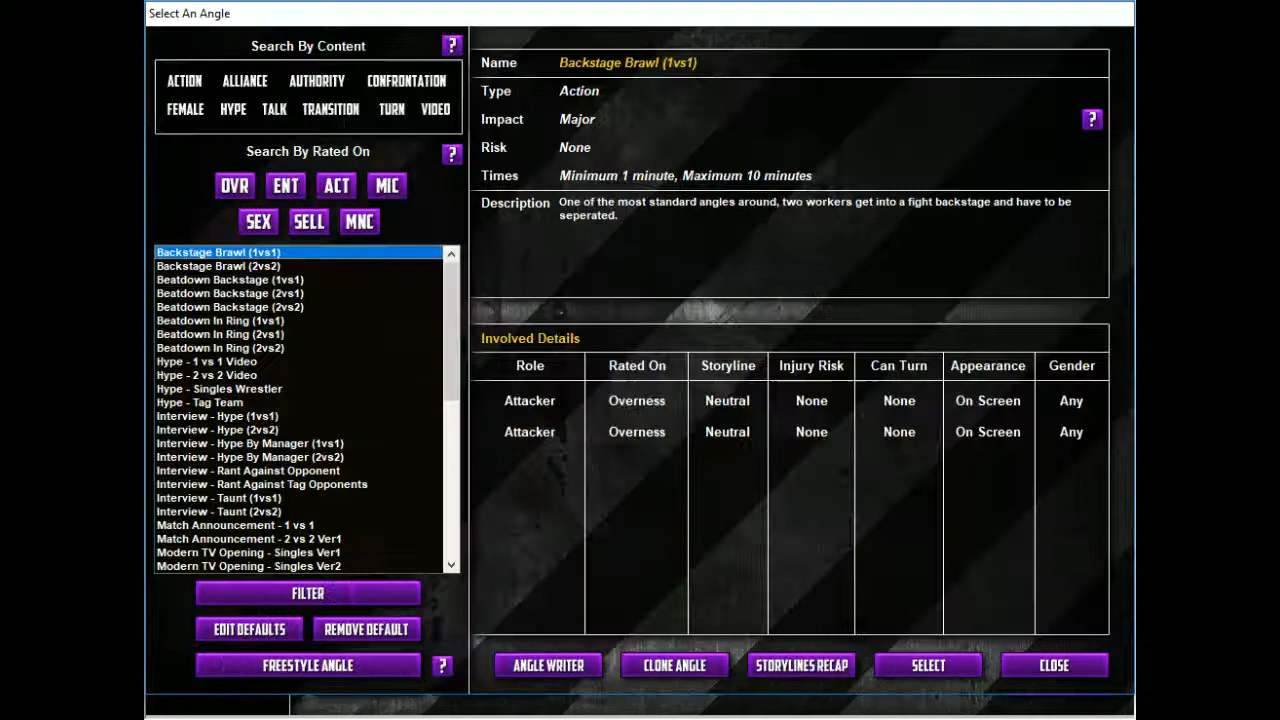 Select An Angle
Search By Content
?
ACTION ALLIANCE AUTHORITY CONFRONTATION
FEMALE HYPE TALK TRANSITION TURN VIDEO
Search By Rated On
?
OVR ENT ACT MIC
SEX SELL MNC
Backstage Brawl (1vs1)
Backstage Brawl (2vs2)
Beatdown Backstage (1vs1)
Beatdown Backstage (2vs1)
Beatdown Backstage (2vs2)
Beatdown In Ring (1vs1)
Beatdown In Ring (2vs1)
Beatdown In Ring (2vs2)
Hype - 1 vs 1 Video
Hype - 2 vs 2 Video
Hype - Singles Wrestler
Hype - Tag Team
Interview - Hype (1vs1)
Interview - Hype (2vs2)
Interview - Hype By Manager (1vs1)
Interview - Hype By Manager (2vs2)
Interview - Rant Against Opponent
Interview - Rant Against Tag Opponents
Interview - Taunt (1vs1)
Interview - Taunt (2vs2)
Match Announcement - 1 vs 1
Match Announcement - 2 vs 2 Ver1
Modern TV Opening - Singles Ver1
Modern TV Opening - Singles Ver2
FILTER
EDIT DEFAULTS REMOVE DEFAULT
FREESTYLE ANGLE ?
Name Backstage Brawl (1vs1)
Type Action
Impact Major ?
Risk None
Times Minimum 1 minute, Maximum 10 minutes
Description One of the most standard angles around, two workers get into a fight backstage and have to be
seperated.
Involved Details
Role Rated On Storyline Injury Risk Can Turn Appearance Gender
Attacker Overness Neutral None None On Screen Any
Attacker Overness Neutral None None On Screen Any
ANGLE WRITER CLONE ANGLE STORYLINES RECAP SELECT CLOSE